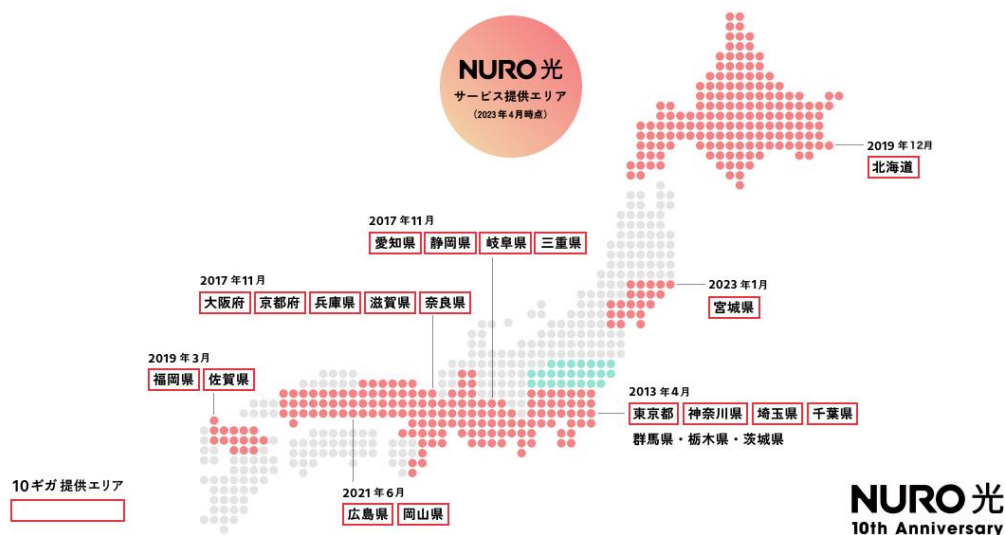 NURO 光
サービス提供エリア
(2023年4月時点)
2019年12月
北海道
2017年11月
愛知県 静岡県 岐阜県 三重県
2017年11月
大阪府 京都府 兵庫県 滋賀県 奈良県
2023年1月
宮城県
2019年3月
福岡県 佐賀県
2013年4月
東京都 神奈川県 埼玉県 千葉県
群馬県・栃木県・茨城県
10ギガ提供エリア
2021年6月
広島県 岡山県
NURO 光
10th Anniversary